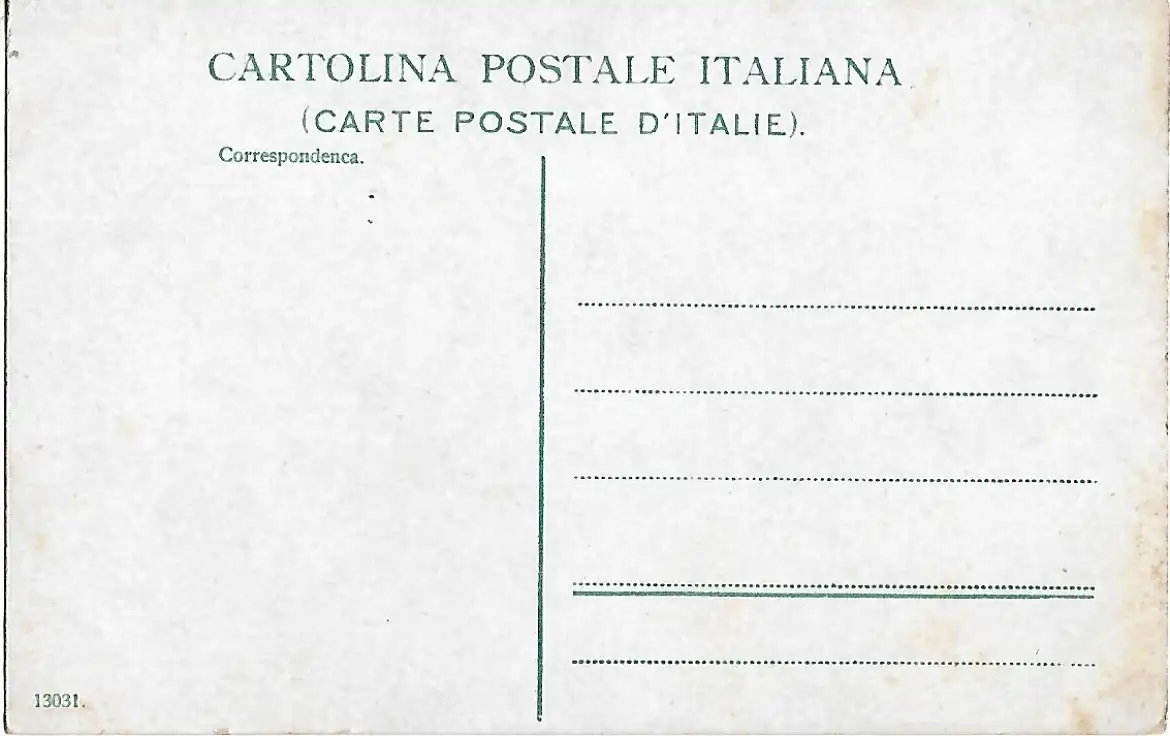 CARTOLINA POSTALE ITALIANA
(CARTE POSTALE D'ITALIE).
Correspondenca.
13031.